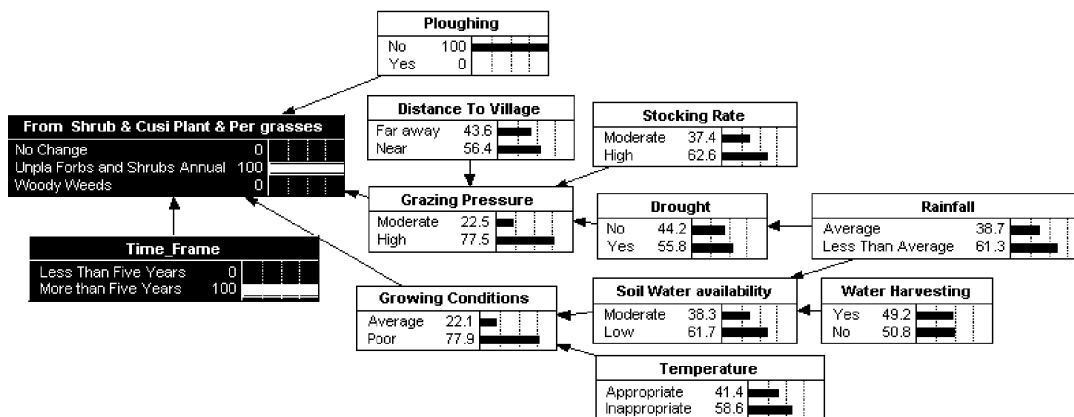 Ploughing
No 100
Yes 0
From Shrub & Cusi Plant & Per grasses
No Change 0
Unpla Forbs and Shrubs Annual 100
Woody Weeds 0
Distance To Village
Far away 43.6
Near 56.4
Stocking Rate
Moderate 37.4
High 62.6
Grazing Pressure
Moderate 22.5
High 77.5
Drought
No 44.2
Yes 55.8
Rainfall
Average 38.7
Less Than Average 61.3
Time_Frame
Less Than Five Years 0
More than Five Years 100
Growing Conditions
Average 22.1
Poor 77.9
Soil Water availability
Moderate 38.3
Low 61.7
Water Harvesting
Yes 49.2
No 50.8
Temperature
Appropriate 41.4
Inappropriate 58.6